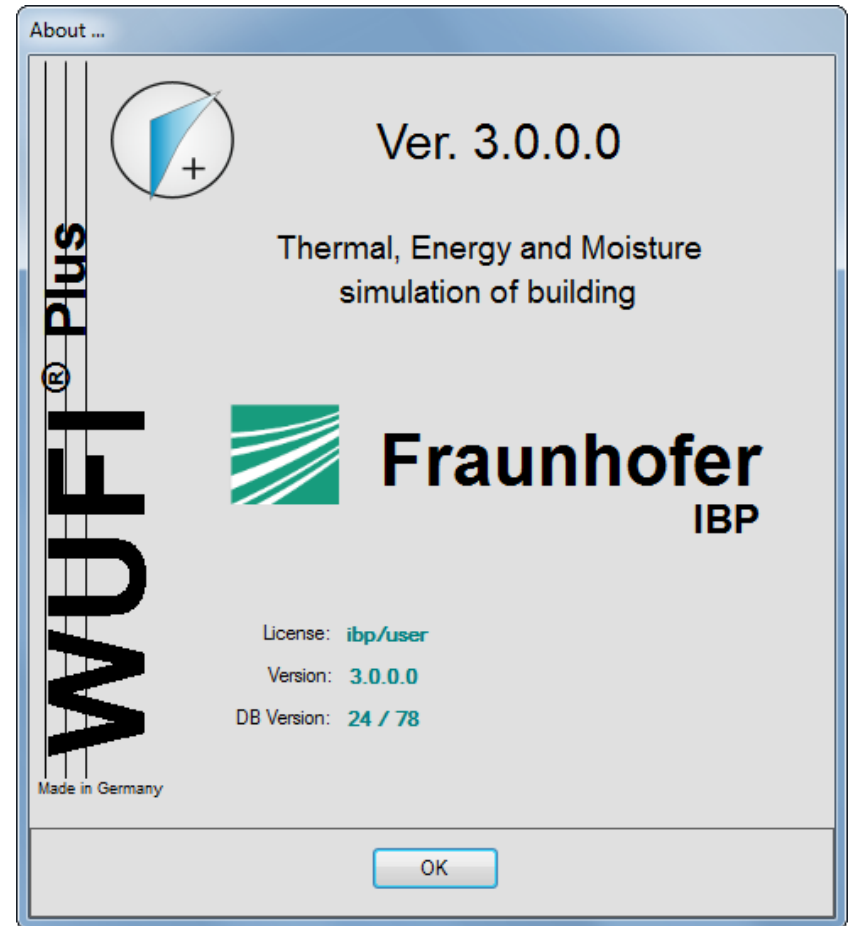 About ...
+
Ver. 3.0.0.0
Thermal, Energy and Moisture
simulation of building
WUFI® Plus
Fraunhofer
IBP
License: ibp/user
Version: 3.0.0.0
DB Version: 24 / 78
Made in Germany
OK